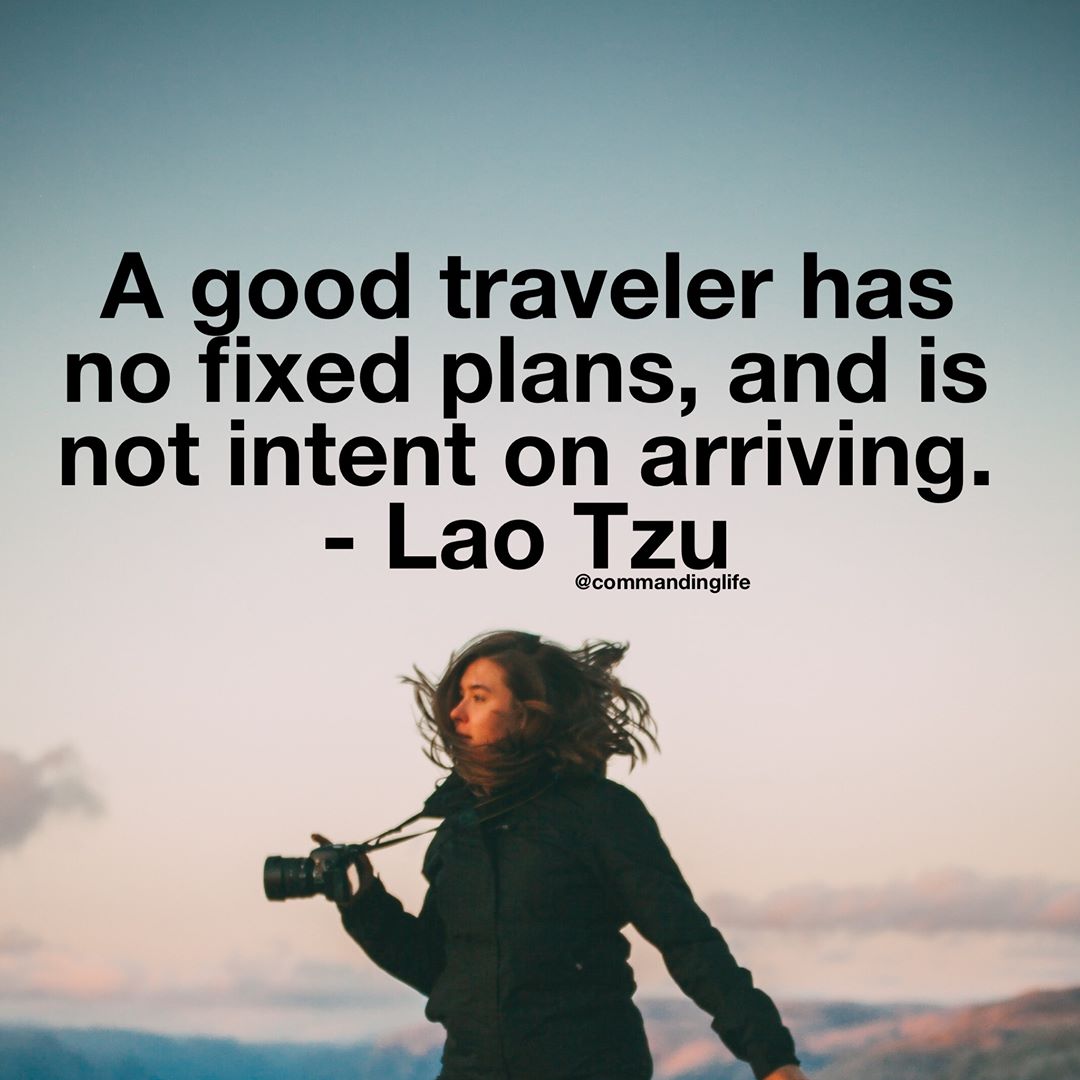 A good traveler has
no fixed plans, and is
not intent on arriving.
- Lao Tzu
@commandinglife